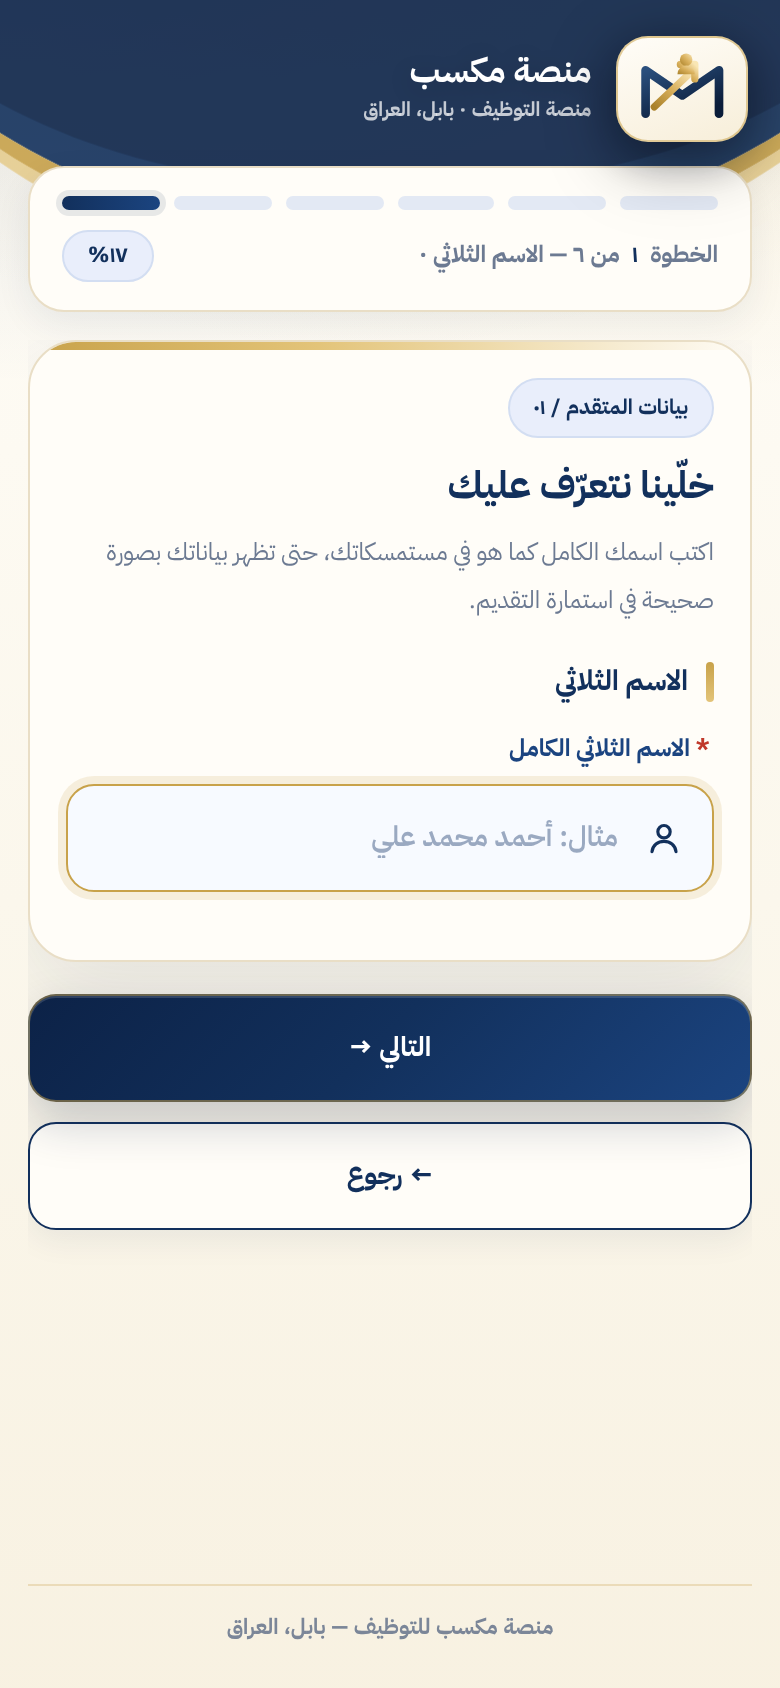 منصة مكسب
منصة التوظيف · بابل، العراق
الخطوة ١ من ٦ — الاسم الثلاثي ·
١٧%
بيانات المتقدم / ٠١
خلّينا نتعرّف عليك
اكتب اسمك الكامل كما هو في مستمسكاتك، حتى تظهر بياناتك بصورة
صحيحة في استمارة التقديم.
الاسم الثلاثي
* الاسم الثلاثي الكامل
مثال: أحمد محمد علي
التالي →
← رجوع
منصة مكسب للتوظيف — بابل، العراق